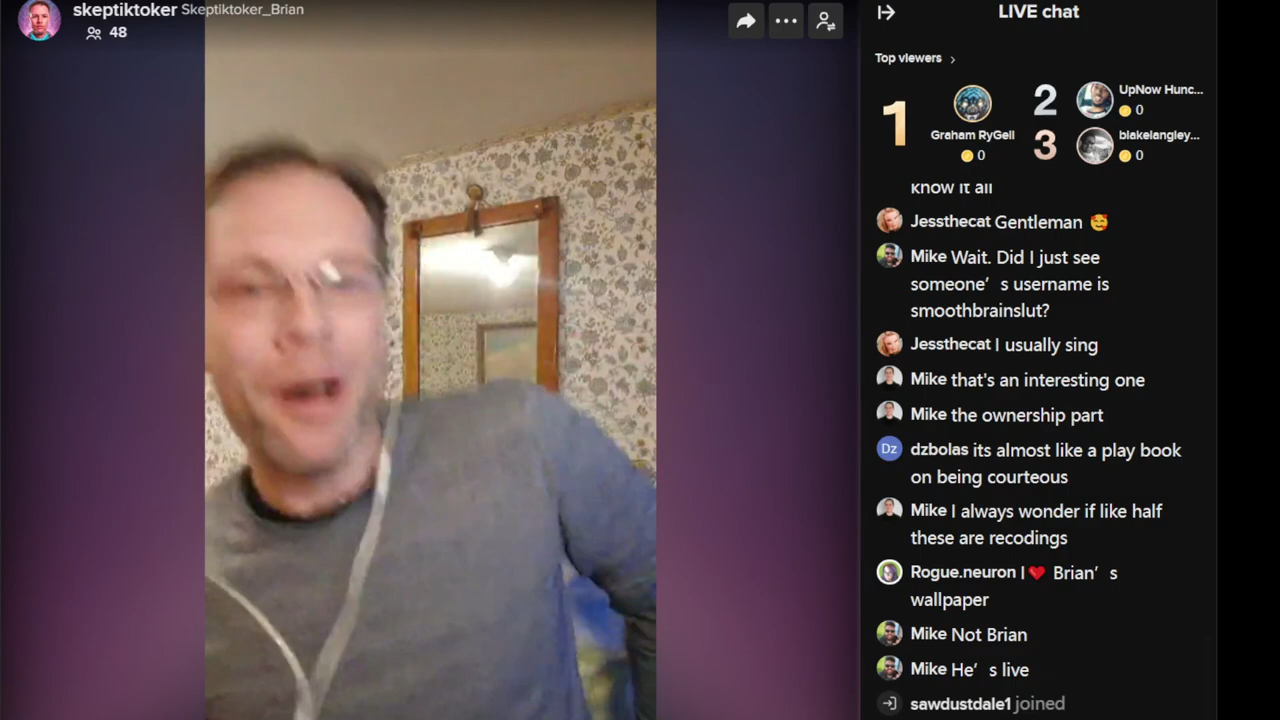 skeptiktoker Skeptiktoker_Brian
48
LIVE chat
Top viewers >
1
Graham RyGell
0
2
UpNow Hunc...
0
3
blakelangley...
0
know it all
Jessthecat Gentleman 🥰
Mike Wait. Did I just see
someone’s username is
smoothbrainslut?
Jessthecat I usually sing
Mike that's an interesting one
Mike the ownership part
Dz
dzbolas its almost like a play book
on being courteous
Mike I always wonder if like half
these are recodings
Rogue.neuron I ❤️ Brian’s
wallpaper
Mike Not Brian
Mike He’s live
sawdustdale1 joined